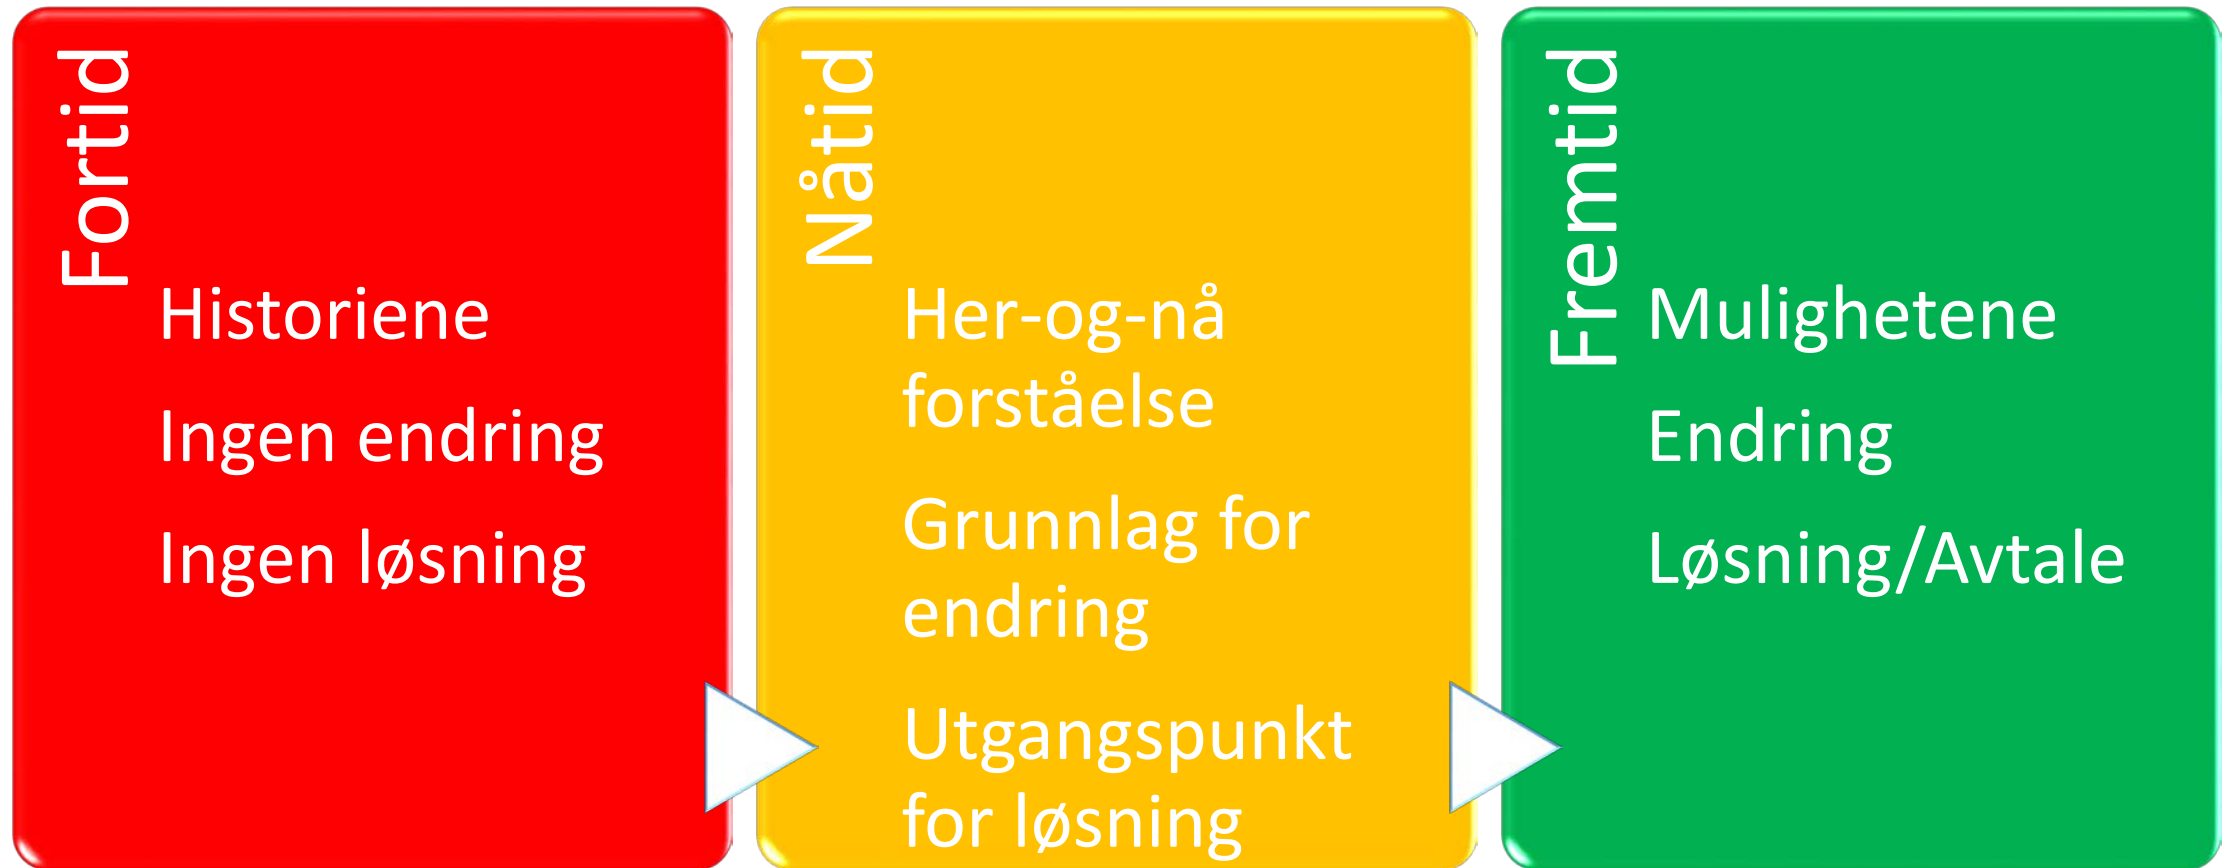 Fortid
Historiene
Ingen endring
Ingen løsning
Nåtid
Her-og-nå
forståelse
Grunnlag for
endring
Utgangspunkt
for løsning
Fremtid
Mulighetene
Endring
Løsning/Avtale